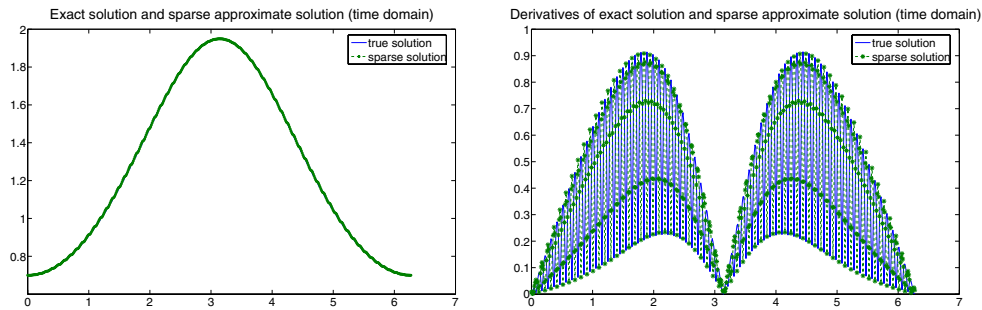 Exact solution and sparse approximate solution (time domain)
2
1.8
1.6
1.4
1.2
1
0.8
0 1 2 3 4 5 6 7
true solution
sparse solution
Derivatives of exact solution and sparse approximate solution (time domain)
1
0.9
0.8
0.7
0.6
0.5
0.4
0.3
0.2
0.1
0
0 1 2 3 4 5 6 7
true solution
sparse solution